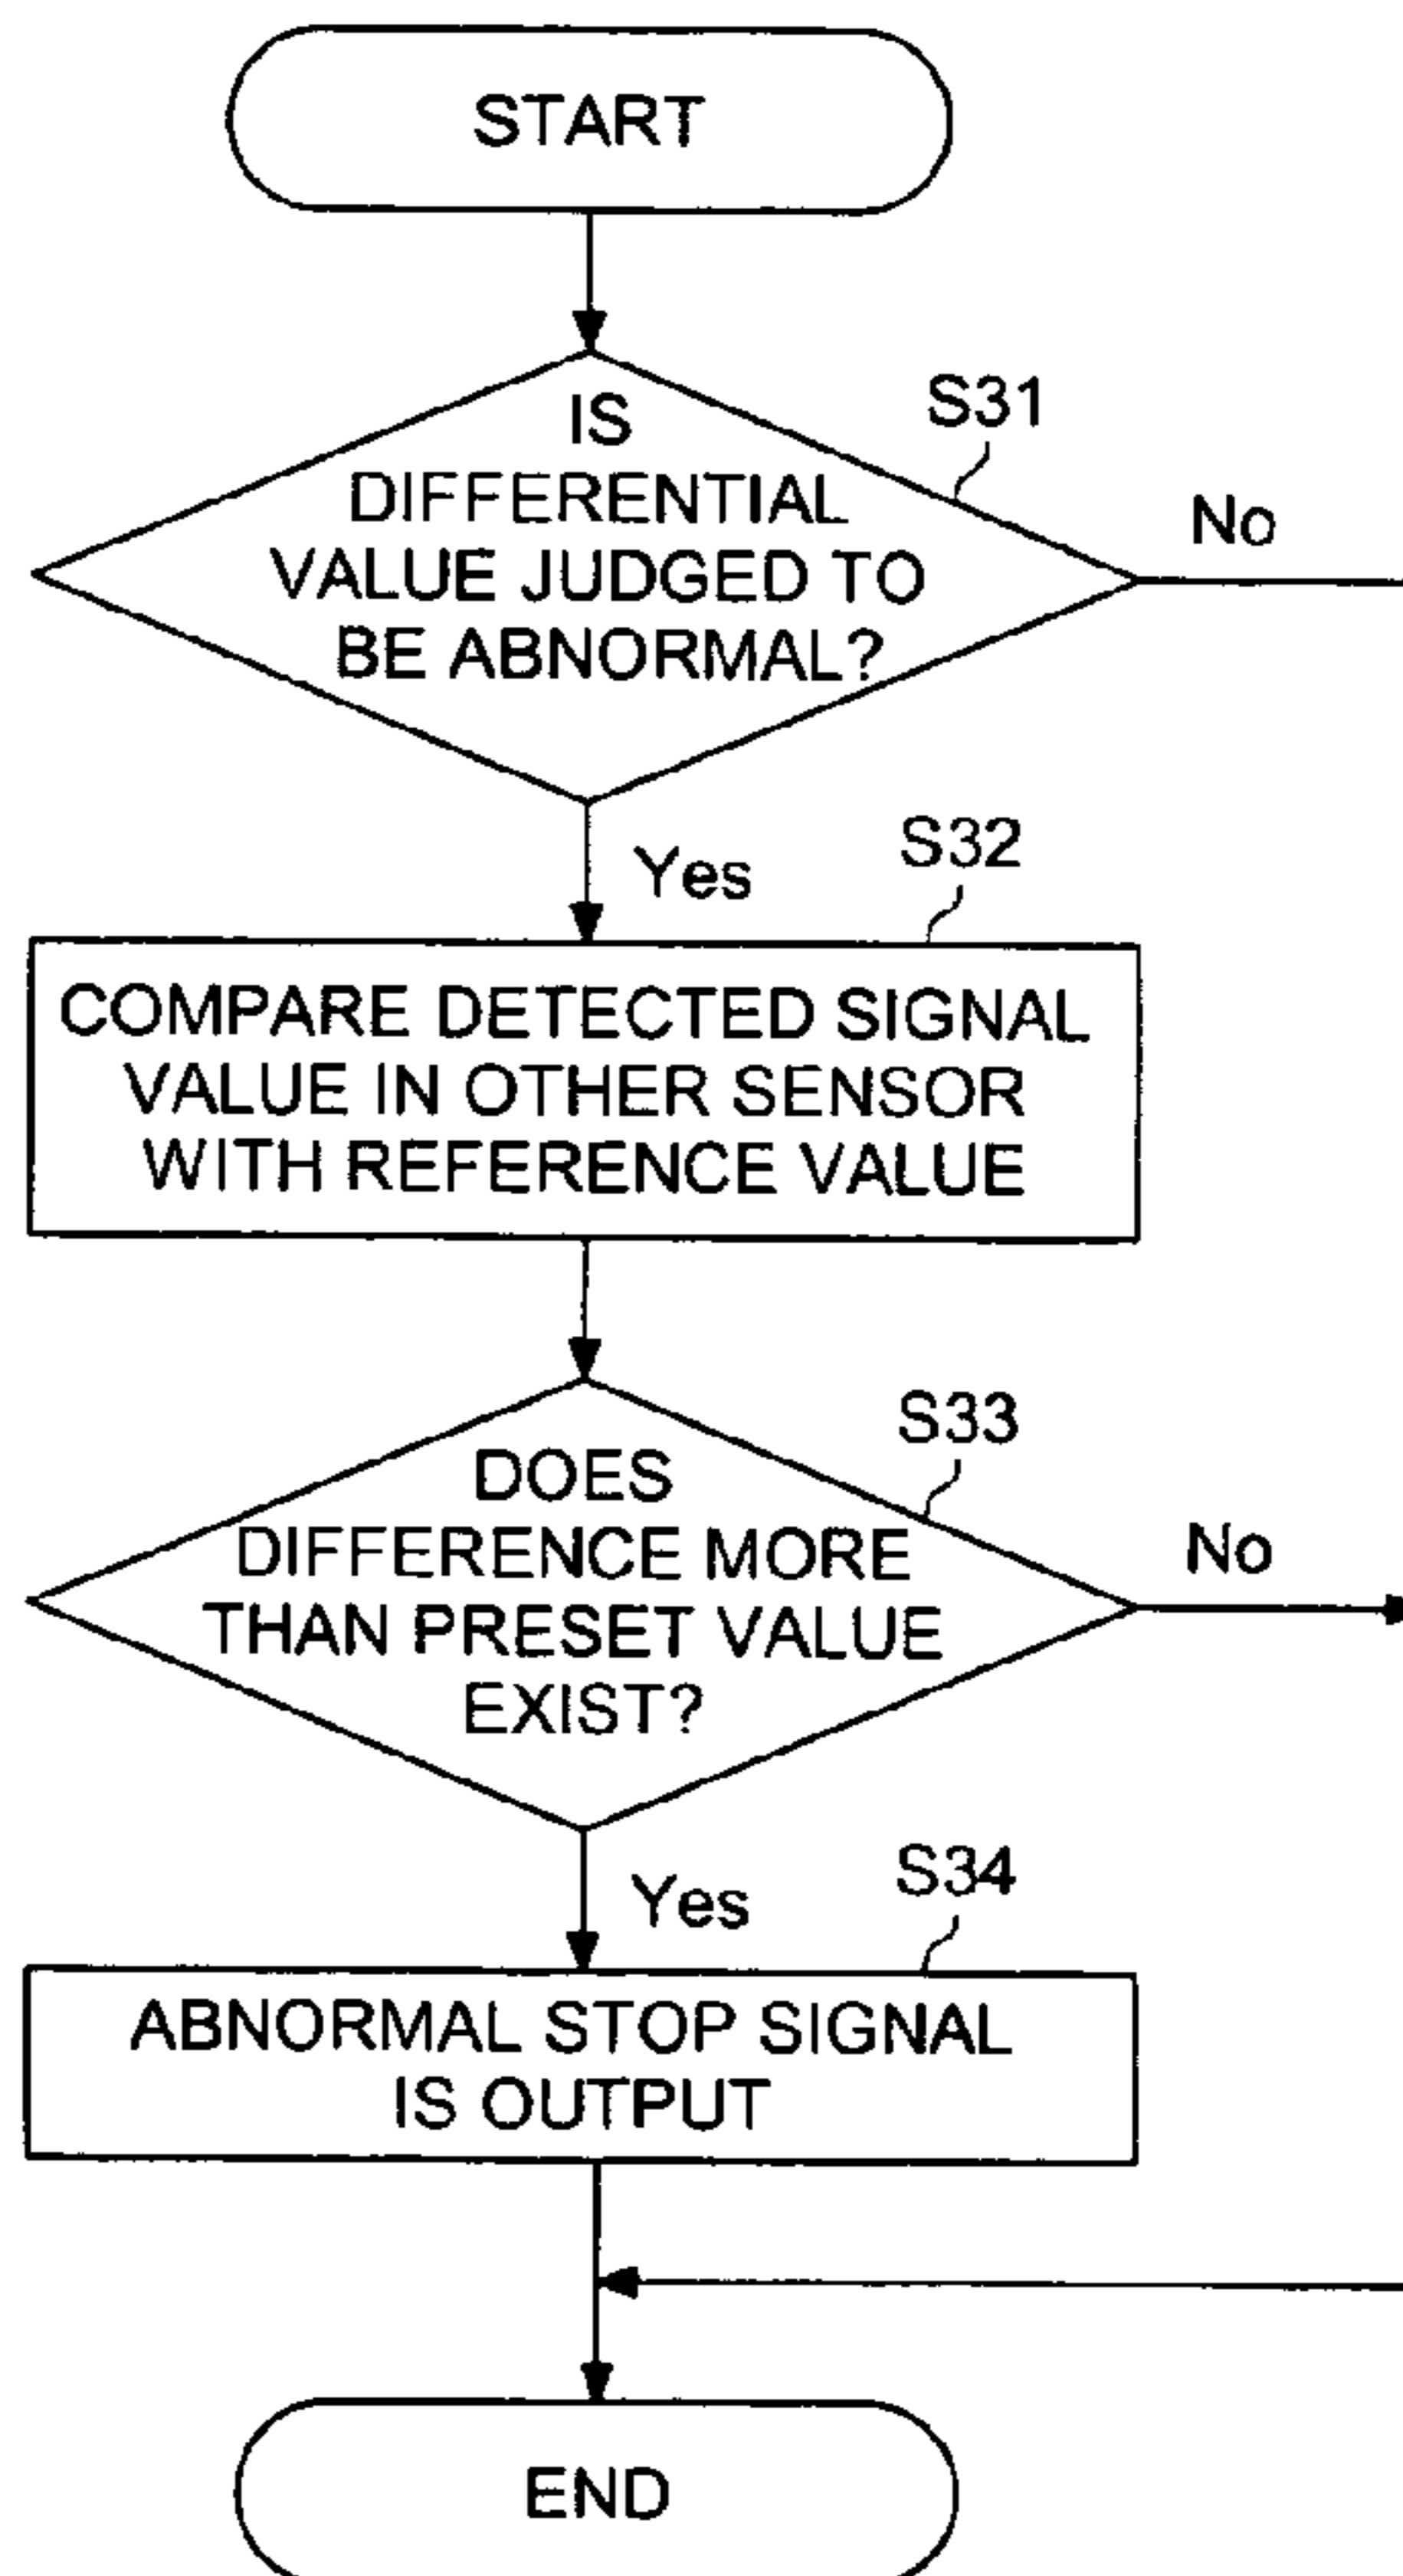 START
S31
IS
DIFFERENTIAL
VALUE JUDGED TO
BE ABNORMAL?
No
Yes
S32
COMPARE DETECTED SIGNAL
VALUE IN OTHER SENSOR
WITH REFERENCE VALUE
S33
DOES
DIFFERENCE MORE
THAN PRESET VALUE
EXIST?
No
Yes
S34
ABNORMAL STOP SIGNAL
IS OUTPUT
END